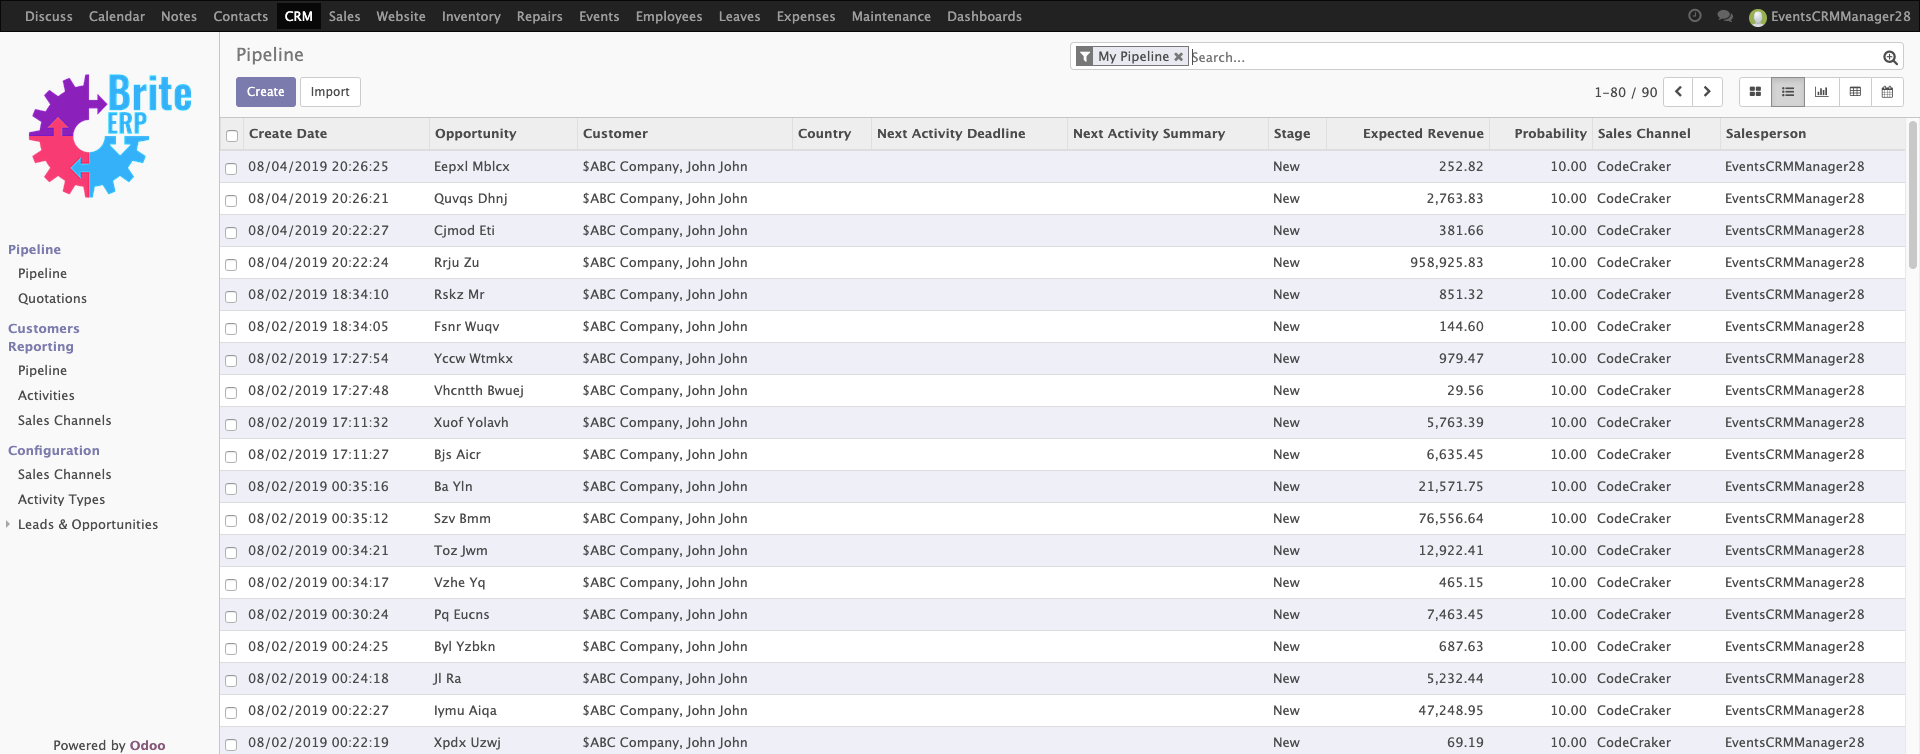 Discuss Calendar Notes Contacts CRM Sales Website Inventory Repairs Events Employees Leaves Expenses Maintenance Dashboards EventsCRMManager28
Brite
ERP
Pipeline
Pipeline
Quotations
Customers
Reporting
Pipeline
Activities
Sales Channels
Configuration
Sales Channels
Activity Types
Leads & Opportunities
Powered by Odoo
Pipeline
My Pipeline Search...
Create Import
1-80 / 90
Create Date Opportunity Customer Country Next Activity Deadline Next Activity Summary Stage Expected Revenue Probability Sales Channel Salesperson
08/04/2019 20:26:25 Eepxl Mblcx $ABC Company, John John New 252.82 10.00 CodeCraker EventsCRMManager28
08/04/2019 20:26:21 Quvqs Dhnj $ABC Company, John John New 2,763.83 10.00 CodeCraker EventsCRMManager28
08/04/2019 20:22:27 Cjmod Eti $ABC Company, John John New 381.66 10.00 CodeCraker EventsCRMManager28
08/04/2019 20:22:24 Rrju Zu $ABC Company, John John New 958,925.83 10.00 CodeCraker EventsCRMManager28
08/02/2019 18:34:10 Rskz Mr $ABC Company, John John New 851.32 10.00 CodeCraker EventsCRMManager28
08/02/2019 18:34:05 Fsnr Wuqv $ABC Company, John John New 144.60 10.00 CodeCraker EventsCRMManager28
08/02/2019 17:27:54 Yccw Wtmkx $ABC Company, John John New 979.47 10.00 CodeCraker EventsCRMManager28
08/02/2019 17:27:48 Vhcntth Bwuej $ABC Company, John John New 29.56 10.00 CodeCraker EventsCRMManager28
08/02/2019 17:11:32 Xuof Yolavh $ABC Company, John John New 5,763.39 10.00 CodeCraker EventsCRMManager28
08/02/2019 17:11:27 Bjs Aicr $ABC Company, John John New 6,635.45 10.00 CodeCraker EventsCRMManager28
08/02/2019 00:35:16 Ba Yln $ABC Company, John John New 21,571.75 10.00 CodeCraker EventsCRMManager28
08/02/2019 00:35:12 Szv Bmm $ABC Company, John John New 76,556.64 10.00 CodeCraker EventsCRMManager28
08/02/2019 00:34:21 Toz Jwm $ABC Company, John John New 12,922.41 10.00 CodeCraker EventsCRMManager28
08/02/2019 00:34:17 Vzhe Yq $ABC Company, John John New 465.15 10.00 CodeCraker EventsCRMManager28
08/02/2019 00:30:24 Pq Eucns $ABC Company, John John New 7,463.45 10.00 CodeCraker EventsCRMManager28
08/02/2019 00:24:25 Byl Yzbkn $ABC Company, John John New 687.63 10.00 CodeCraker EventsCRMManager28
08/02/2019 00:24:18 Jl Ra $ABC Company, John John New 5,232.44 10.00 CodeCraker EventsCRMManager28
08/02/2019 00:22:27 Iymu Aiqa $ABC Company, John John New 47,248.95 10.00 CodeCraker EventsCRMManager28
08/02/2019 00:22:19 Xpdx Uzwj $ABC Company, John John New 69.19 10.00 CodeCraker EventsCRMManager28